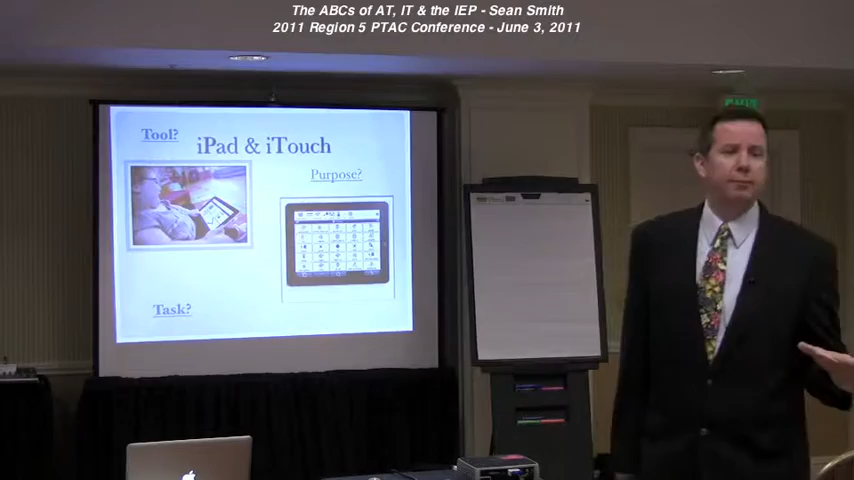 The ABCs of AT, IT & the IEP - Sean Smith
2011 Region 5 PTAC Conference - June 3, 2011
Tool?
iPad & iTouch
Purpose?
Task?